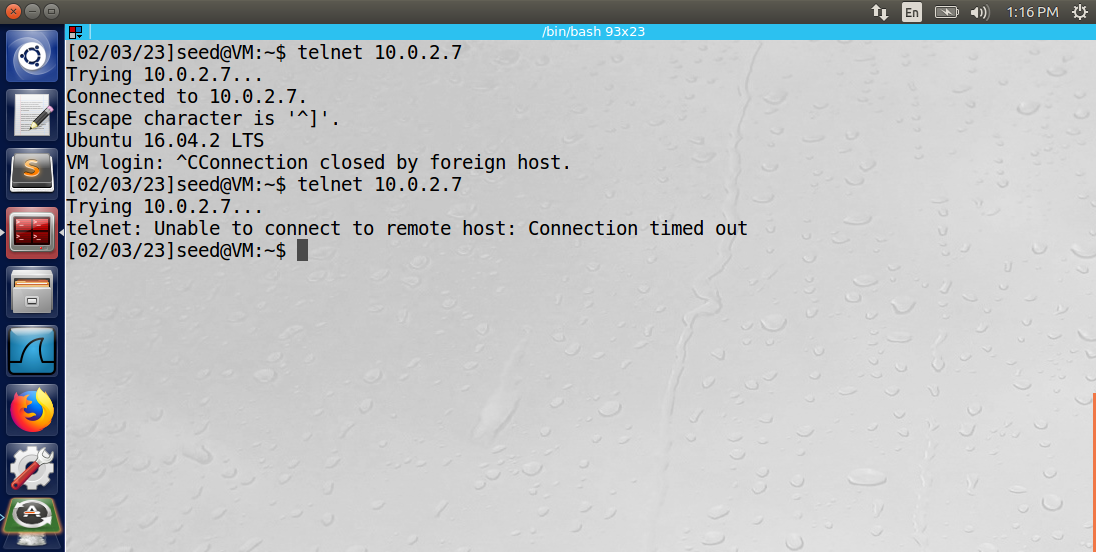 En
1:16 PM
/bin/bash 93x23
[02/03/23]seed@VM:~$ telnet 10.0.2.7
Trying 10.0.2.7...
Connected to 10.0.2.7.
Escape character is '^]'.
Ubuntu 16.04.2 LTS
VM login: ^CConnection closed by foreign host.
[02/03/23]seed@VM:~$ telnet 10.0.2.7
Trying 10.0.2.7...
telnet: Unable to connect to remote host: Connection timed out
[02/03/23]seed@VM:~$